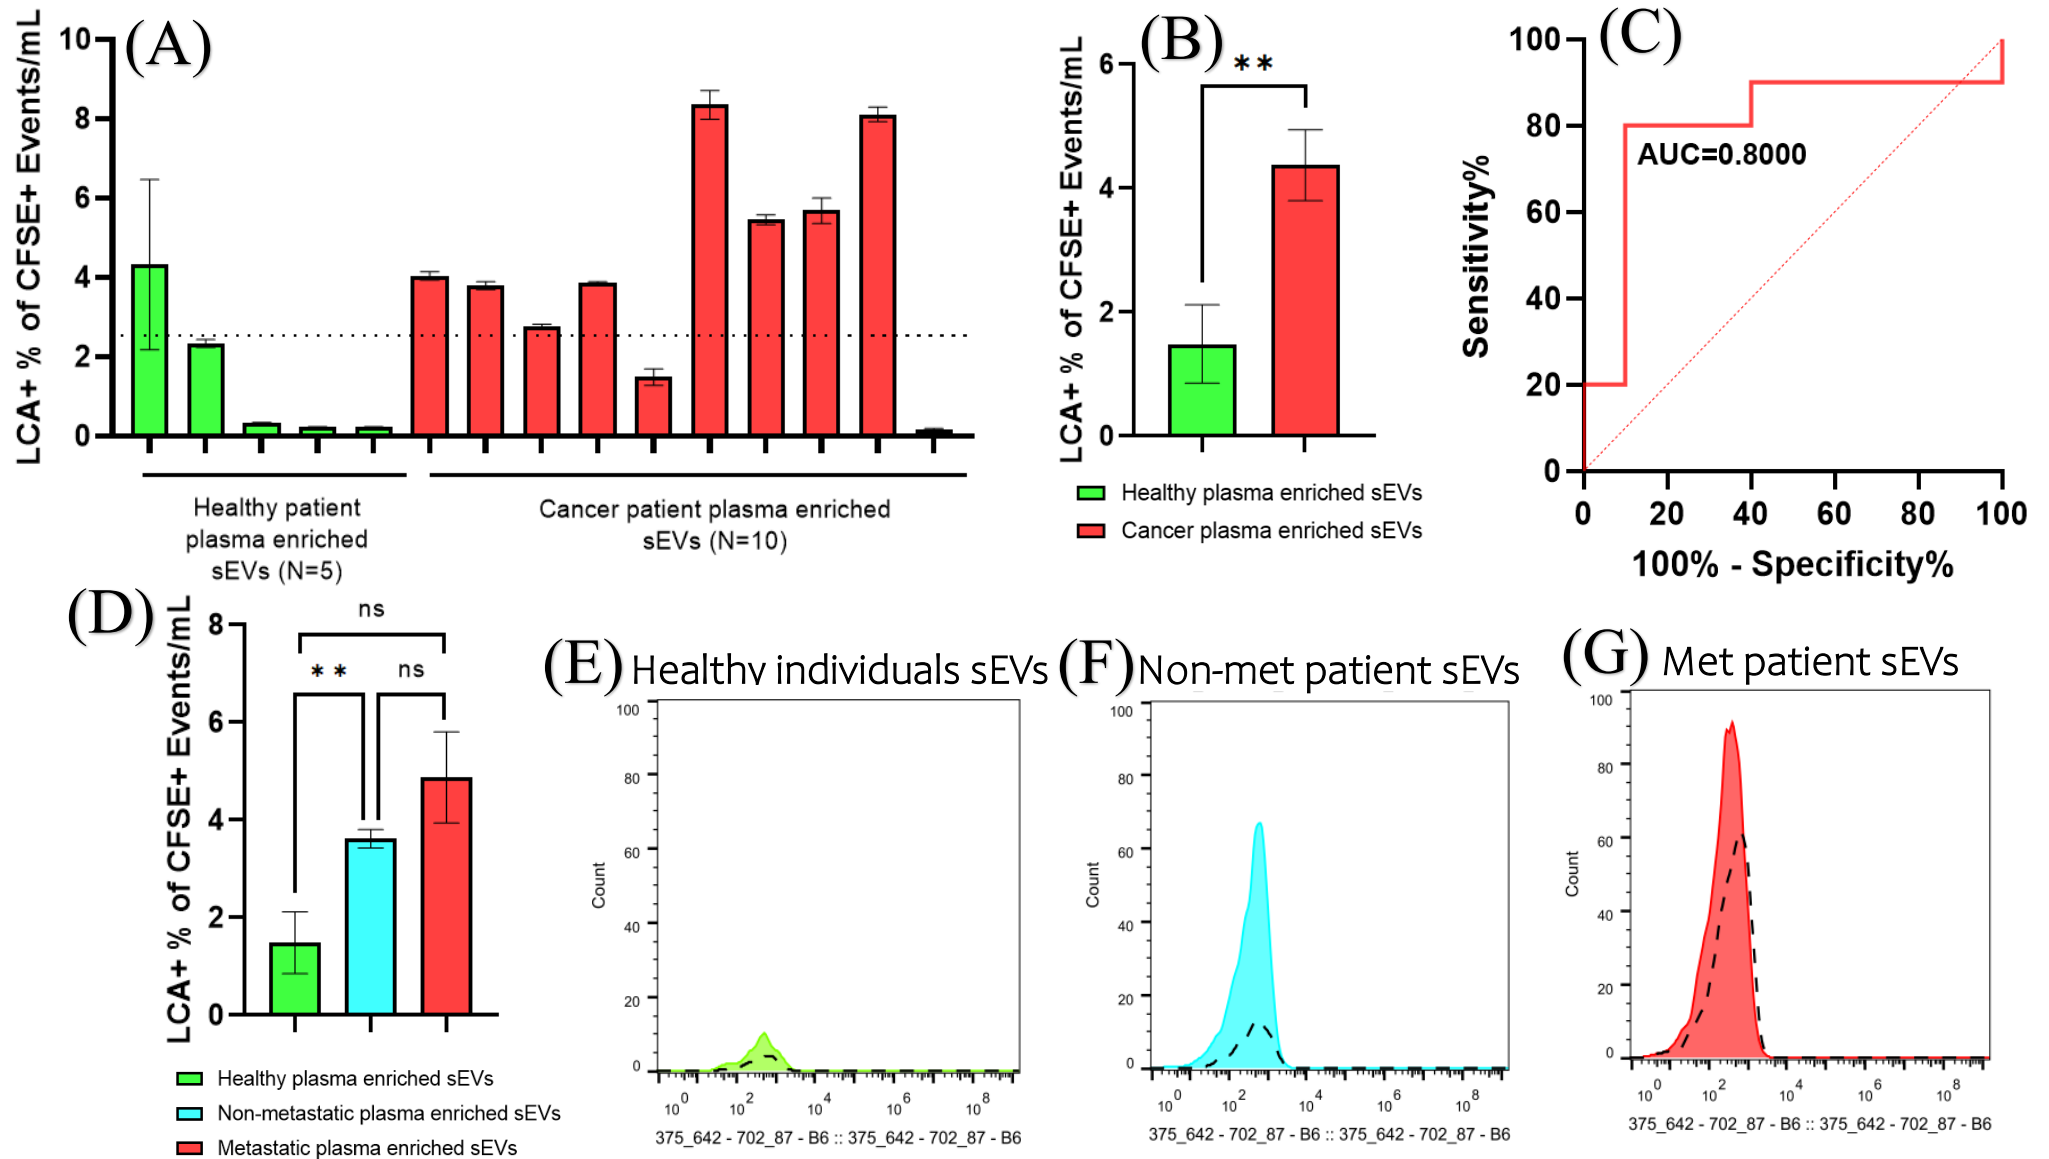 (A)
LCA+ % of CFSE+ Events/mL
10
8
6
4
2
0
Healthy patient
plasma enriched
sEVs (N=5)
Cancer patient plasma enriched
sEVs (N=10)
(B)
LCA+ % of CFSE+ Events/mL
6
4
2
0
**
Healthy plasma enriched sEVs
Cancer plasma enriched sEVs
(C)
Sensitivity%
100
80
60
40
20
0
AUC=0.8000
0 20 40 60 80 100
100% - Specificity%
(D)
LCA+ % of CFSE+ Events/mL
8
6
4
2
0
ns
** ns
Healthy plasma enriched sEVs
Non-metastatic plasma enriched sEVs
Metastatic plasma enriched sEVs
(E) Healthy individuals sEVs
Count
100
80
60
40
20
0
10^0 10^2 10^4 10^6 10^8
375_642 - 702_87 - B6 :: 375_642 - 702_87 - B6
(F) Non-met patient sEVs
Count
100
80
60
40
20
0
10^0 10^2 10^4 10^6 10^8
375_642 - 702_87 - B6 :: 375_642 - 702_87 - B6
(G) Met patient sEVs
Count
100
80
60
40
20
0
10^0 10^2 10^4 10^6 10^8
375_642 - 702_87 - B6 :: 375_642 - 702_87 - B6